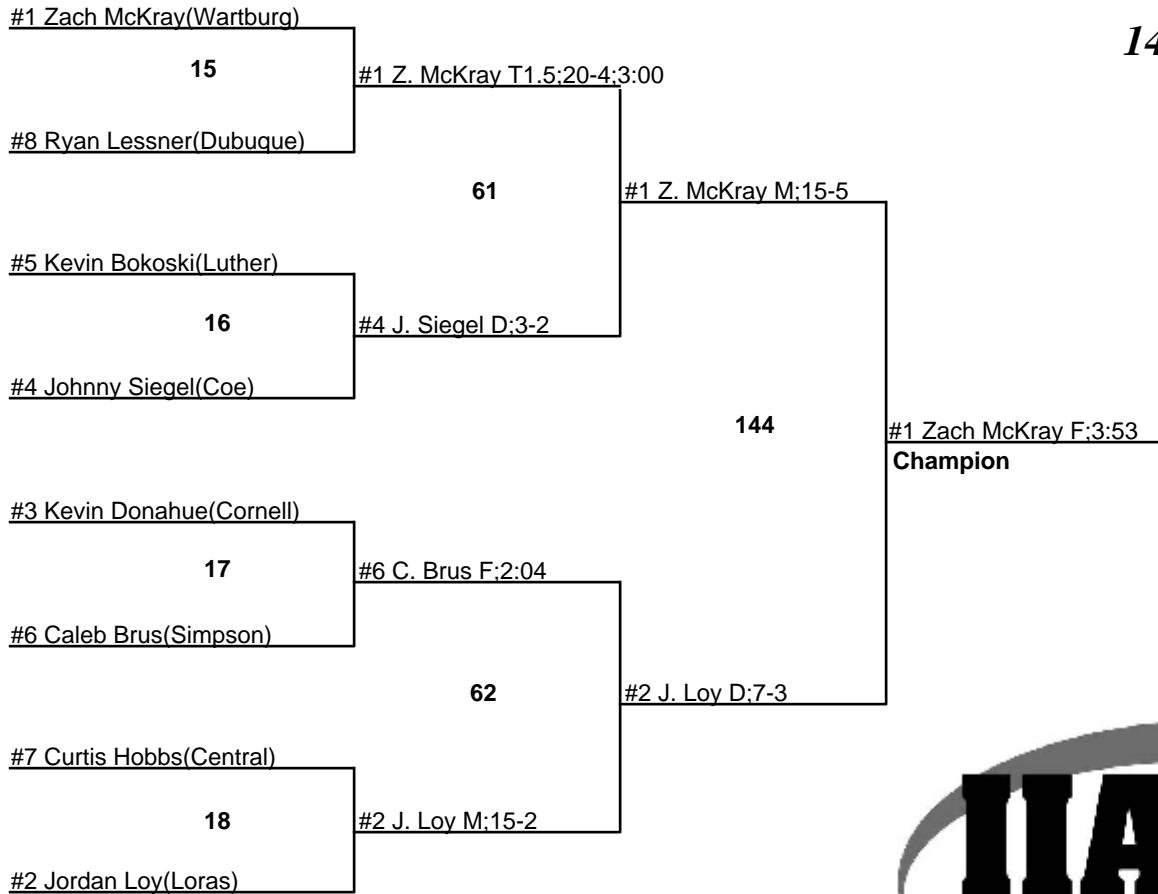 #1 Zach McKray(Wartburg)
14
15
#1 Z. McKray T1.5;20-4;3:00
#8 Ryan Lessner(Dubuque)
61
#1 Z. McKray M;15-5
#5 Kevin Bokoski(Luther)
16
#4 J. Siegel D;3-2
#4 Johnny Siegel(Coe)
144
#1 Zach McKray F;3:53
Champion
#3 Kevin Donahue(Cornell)
17
#6 C. Brus F;2:04
#6 Caleb Brus(Simpson)
62
#2 J. Loy D;7-3
#7 Curtis Hobbs(Central)
18
#2 J. Loy M;15-2
#2 Jordan Loy(Loras)
IIA